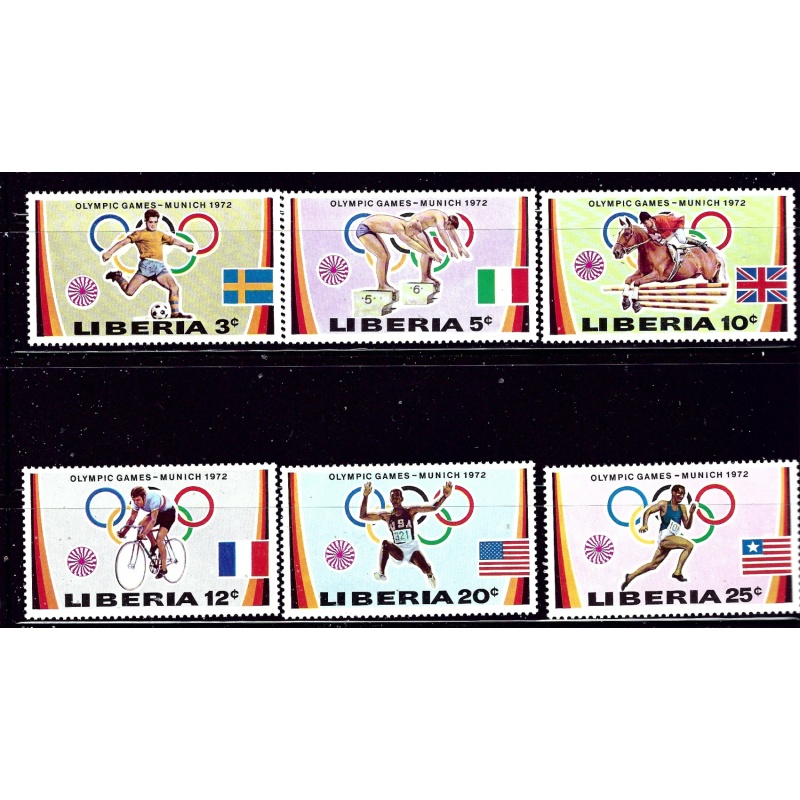 OLYMPIC GAMES–MUNICH 1972
5 6
LIBERIA 3¢
OLYMPIC GAMES–MUNICH 1972
LIBERIA 5¢
OLYMPIC GAMES–MUNICH 1972
LIBERIA 10¢
OLYMPIC GAMES–MUNICH 1972
LIBERIA 12¢
OLYMPIC GAMES–MUNICH 1972
USA
321
LIBERIA 20¢
OLYMPIC GAMES–MUNICH 1972
LIBERIA 25¢